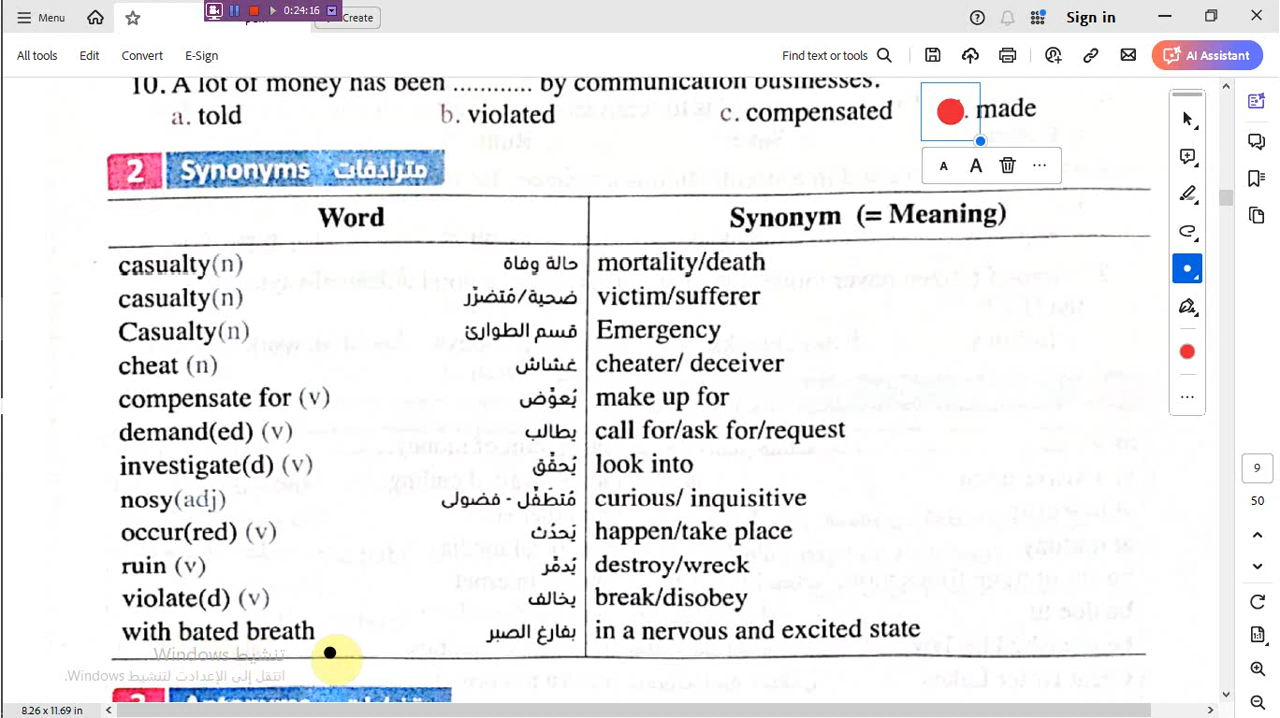 Menu
0:24:16
Create
Sign in
All tools Edit Convert E-Sign
Find text or tools
AI Assistant
10. A lot of money has been ............ by communication businesses.
a. told b. violated c. compensated made
A A ...
2 Synonyms مترادفات
Word Synonym (= Meaning)
casualty(n) حالة وفاة mortality/death
casualty(n) ضحية/مُتضرر victim/sufferer
Casualty(n) قسم الطوارئ Emergency
cheat (n) غشاش cheater/ deceiver
compensate for (v) يُعوِّض make up for
demand(ed) (v) يطالب call for/ask for/request
investigate(d) (v) يُحقِّق look into
nosy(adj) مُتطفِّل - فضولى curious/ inquisitive
occur(red) (v) يحدث happen/take place
ruin (v) يُدمِّر destroy/wreck
violate(d) (v) يخالف break/disobey
with bated breath بفارغ الصبر in a nervous and excited state
تنشيط Windows
انتقل إلى الإعدادات لتنشيط Windows.
9
50
8.26 x 11.69 in